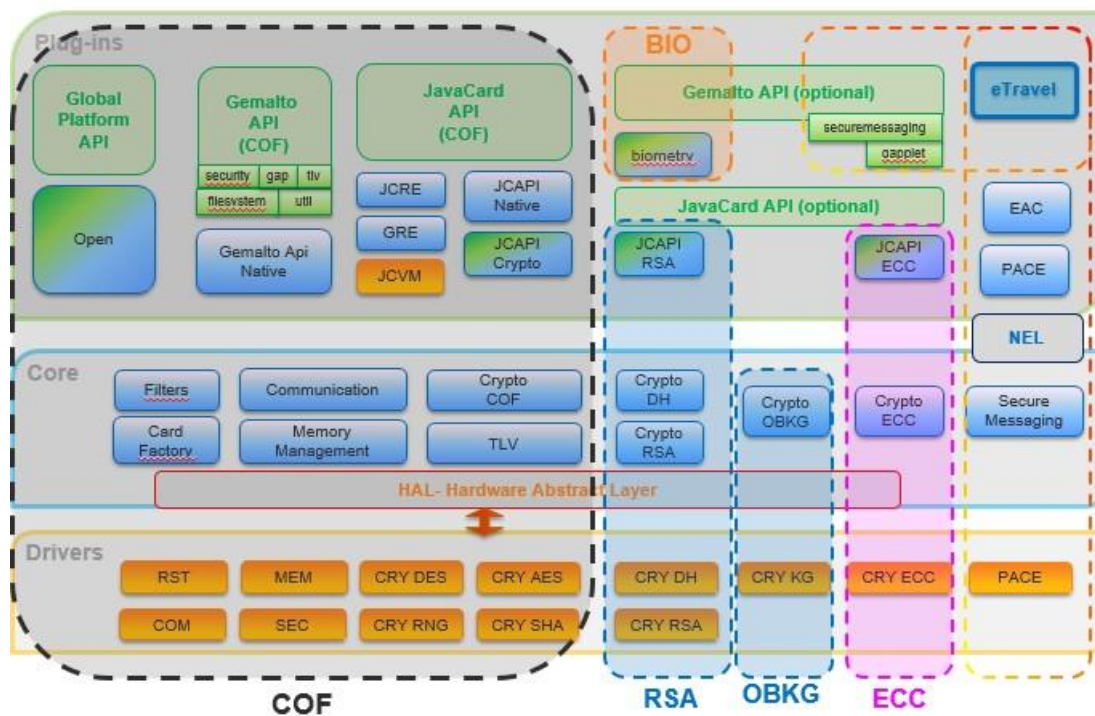 Plug-ins
BIO
Global
Platform
API
Gemalto
API
(COF)
security
gap
tlv
filesystem
util
JavaCard
API
(COF)
Gemalto API (optional)
securemessaging
gapplet
eTravel
biometry
Open
Gemalto Api
Native
JCRE
GRE
JCVM
JCAPI
Native
JCAPI
Crypto
JavaCard API (optional)
JCAPI
RSA
JCAPI
ECC
EAC
PACE
NEL
Core
Filters
Communication
Crypto
COF
Crypto
DH
Crypto
OBKG
Crypto
ECC
Secure
Messaging
Card
Factory
Memory
Management
TLV
Crypto
RSA
HAL- Hardware Abstract Layer
Drivers
RST
MEM
CRY DES
CRY AES
CRY DH
CRY KG
CRY ECC
PACE
COM
SEC
CRY RNG
CRY SHA
CRY RSA
COF
RSA
OBKG
ECC